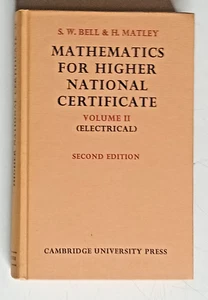 S. W. BELL & H. MATLEY
MATHEMATICS
FOR HIGHER
NATIONAL
CERTIFICATE
VOLUME II
(ELECTRICAL)
SECOND EDITION
CAMBRIDGE UNIVERSITY PRESS